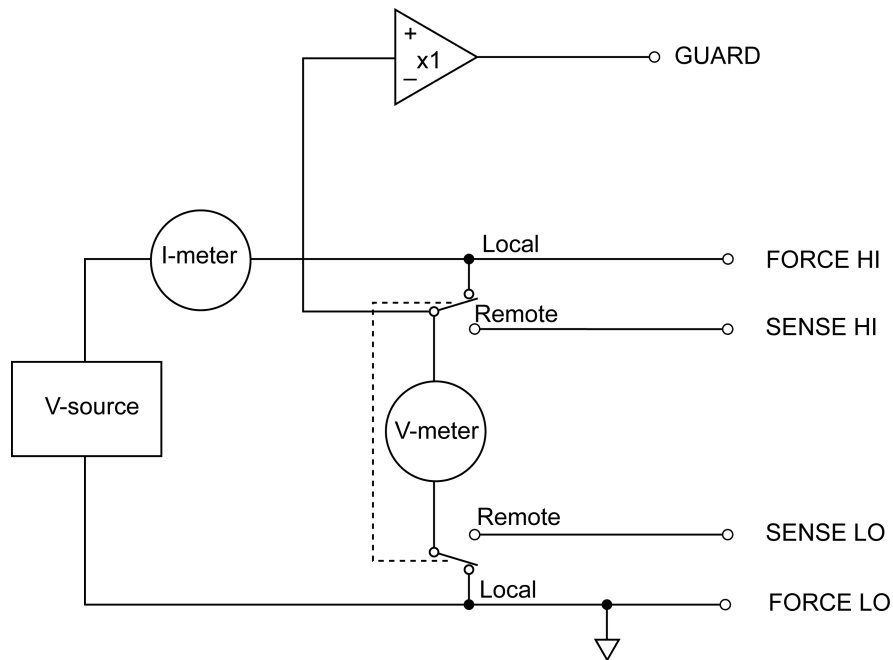 +
x1
–
GUARD
I-meter
Local
FORCE HI
Remote
SENSE HI
V-source
V-meter
Remote
SENSE LO
Local
FORCE LO